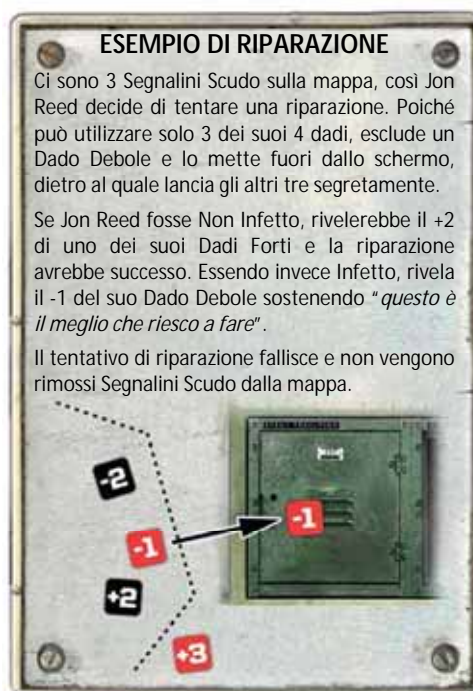 ESEMPIO DI RIPARAZIONE
Ci sono 3 Segnalini Scudo sulla mappa, così Jon
Reed decide di tentare una riparazione. Poiché
può utilizzare solo 3 dei suoi 4 dadi, esclude un
Dado Debole e lo mette fuori dallo schermo,
dietro al quale lancia gli altri tre segretamente.
Se Jon Reed fosse Non Infetto, rivelerebbe il +2
di uno dei suoi Dadi Forti e la riparazione
avrebbe successo. Essendo invece Infetto, rivela
il -1 del suo Dado Debole sostenendo "questo è
il meglio che riesco a fare".
Il tentativo di riparazione fallisce e non vengono
rimossi Segnalini Scudo dalla mappa.
-2
-1
-1
+2
+3